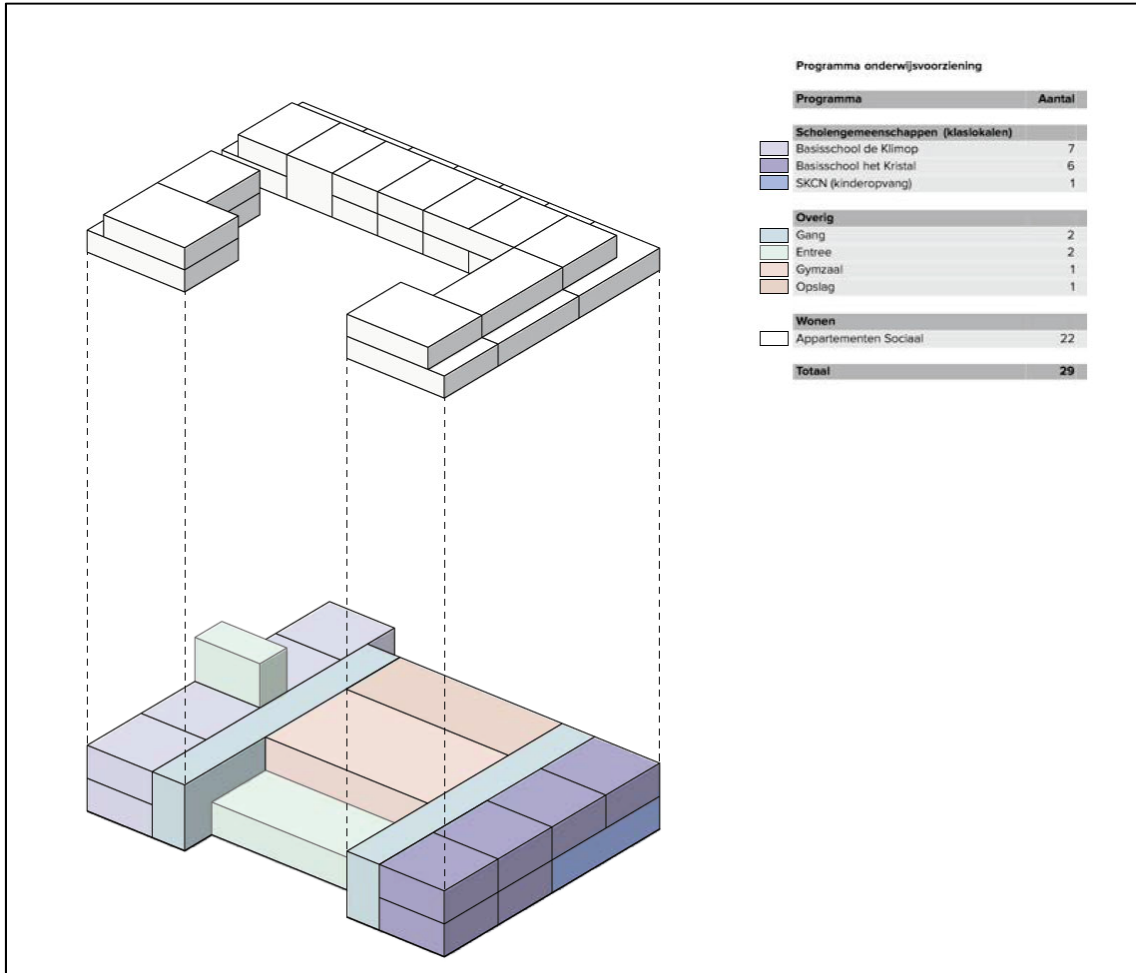 Programma onderwijsvoorziening
Programma Aantal
Scholengemeenschappen (klaslokalen)
Basisschool de Klimop 7
Basisschool het Kristal 6
SKCN (kinderopvang) 1
Overig
Gang 2
Entree 2
Gymzaal 1
Opslag 1
Wonen
Appartementen Sociaal 22
Totaal 29